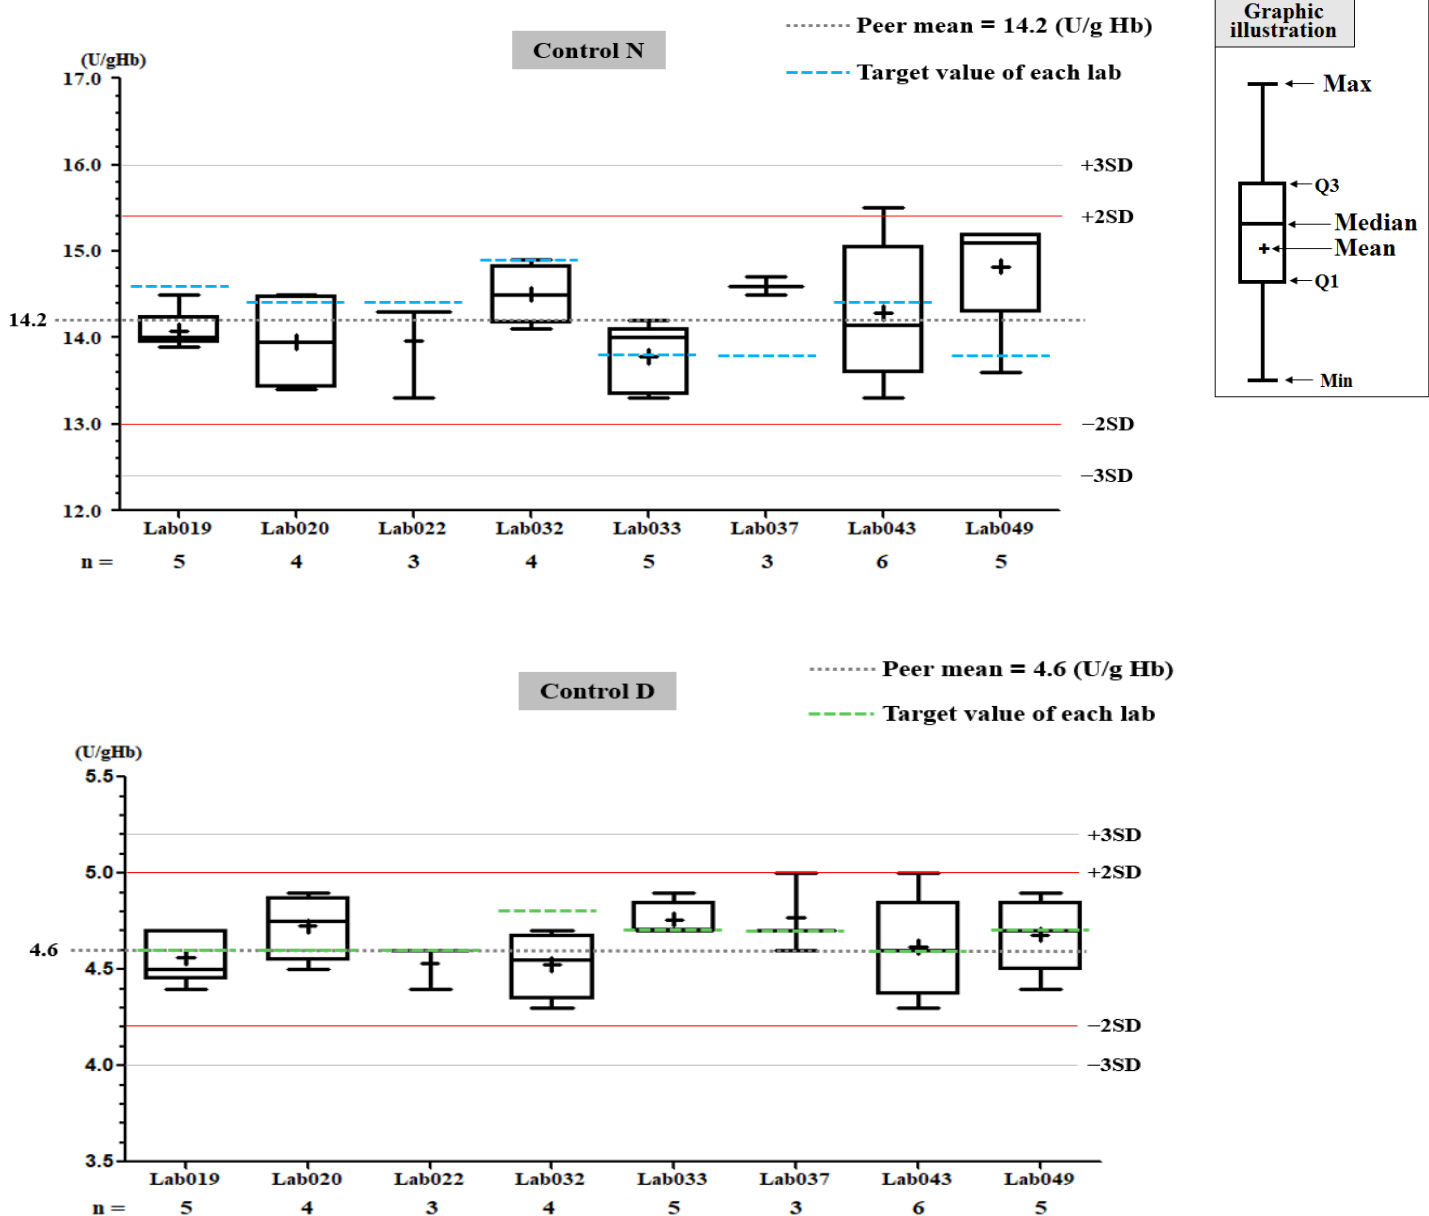 Peer mean = 14.2 (U/g Hb)
Control N
Target value of each lab
(U/gHb)
17.0
16.0
15.0
14.2
14.0
13.0
12.0
+3SD
+2SD
−2SD
−3SD
Lab019 Lab020 Lab022 Lab032 Lab033 Lab037 Lab043 Lab049
n = 5 4 3 4 5 3 6 5
Graphic
illustration
Max
Q3
Median
Mean
Q1
Min
Peer mean = 4.6 (U/g Hb)
Control D
Target value of each lab
(U/gHb)
5.5
5.0
4.6
4.5
4.0
3.5
+3SD
+2SD
−2SD
−3SD
Lab019 Lab020 Lab022 Lab032 Lab033 Lab037 Lab043 Lab049
n = 5 4 3 4 5 3 6 5